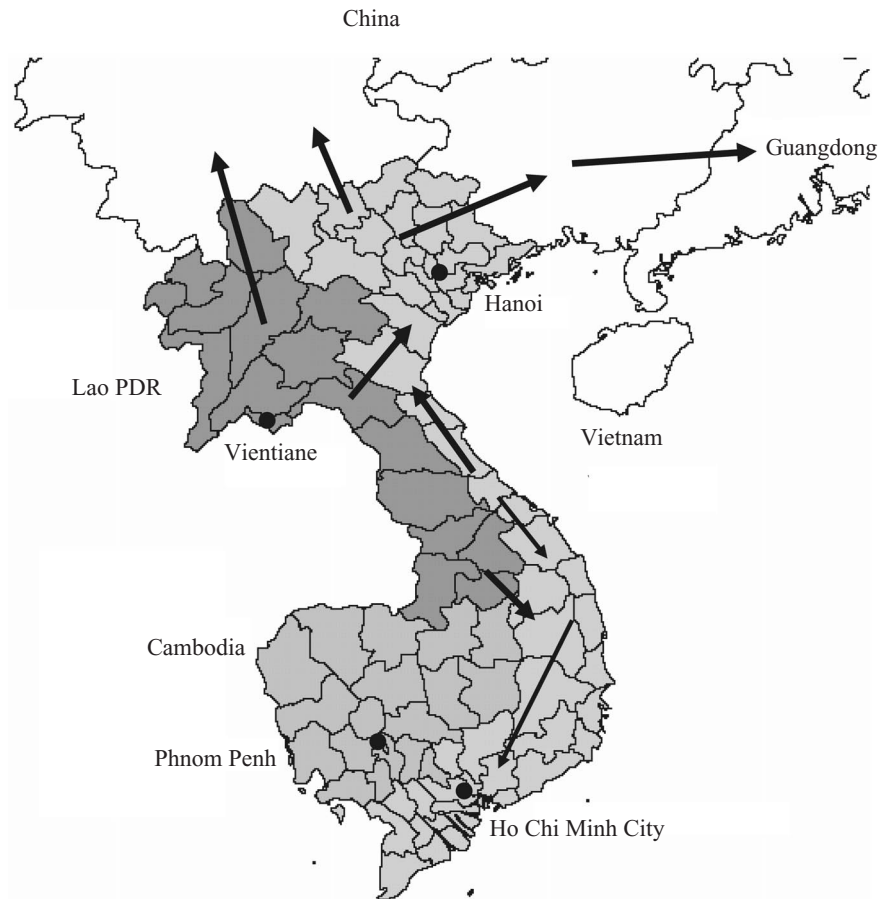 China
Guangdong
Hanoi
Lao PDR
Vietnam
Vientiane
Cambodia
Phnom Penh
Ho Chi Minh City